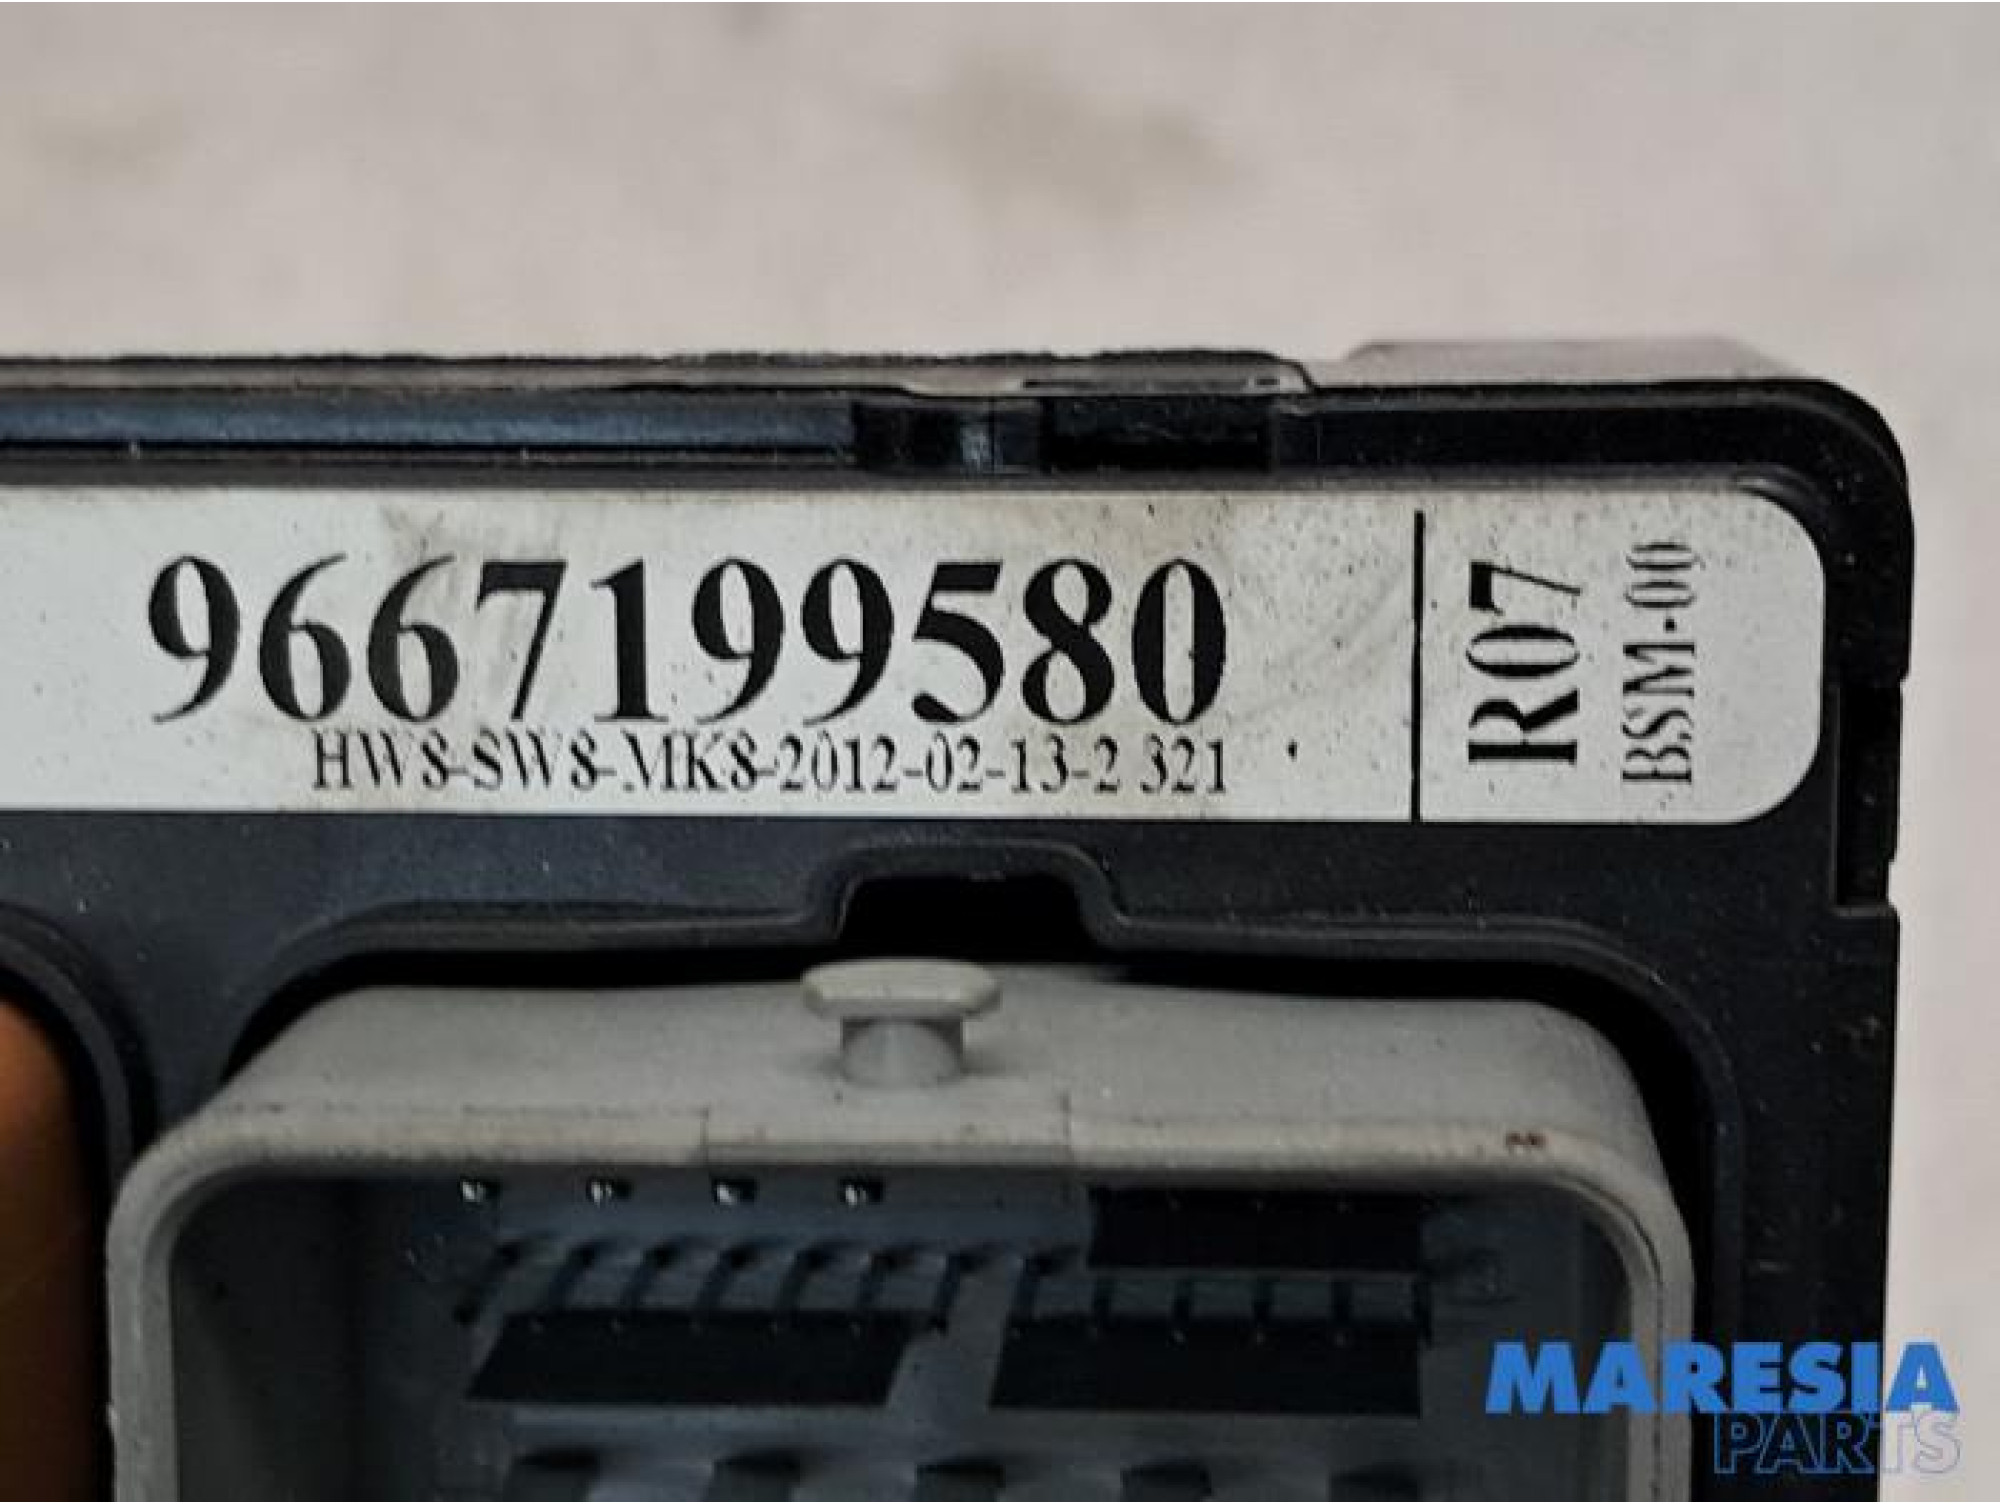 9667199580
HW8-SW8-MK8-2012-02-13-2 321
R07
BSM-00
MARESIA
PARTS